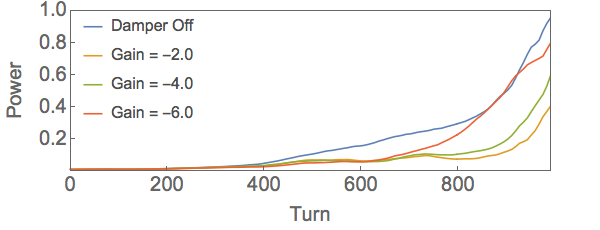 1.0
0.8
0.6
0.4
0.2
Power
Damper Off
Gain = –2.0
Gain = –4.0
Gain = –6.0
0 200 400 600 800
Turn